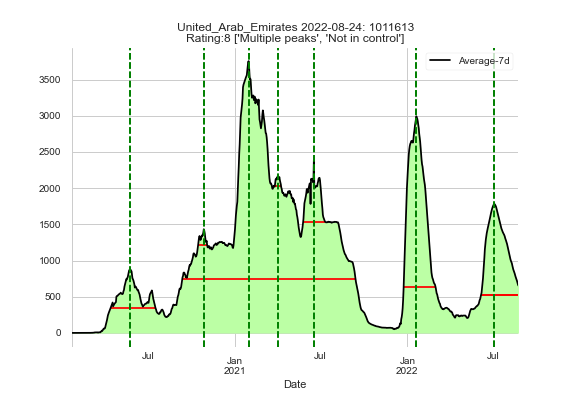 United_Arab_Emirates 2022-08-24: 1011613
Rating:8 ['Multiple peaks', 'Not in control']
Average-7d
3500
3000
2500
2000
1500
1000
500
0
Jul
Jan
2021
Jul
Jan
2022
Jul
Date